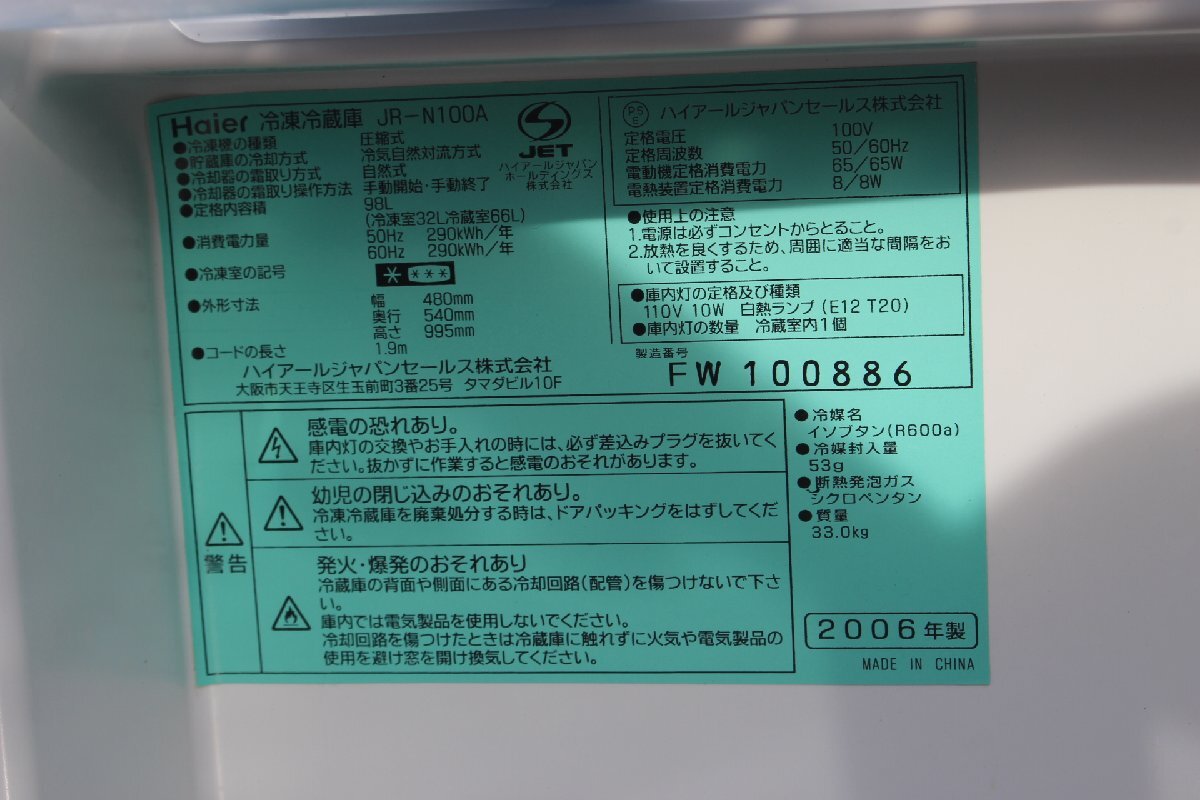 Haier 冷凍冷蔵庫 JR-N100A
●冷凍機の種類 圧縮式
●貯蔵庫の冷却方式 冷気自然対流方式
●冷却器の霜取り方式 自然式
●冷却器の霜取り操作方法 手動開始・手動終了
●定格内容積 98L
(冷凍室32L冷蔵室66L)
●消費電力量 50Hz 290kWh/年
60Hz 290kWh/年
●冷凍室の記号 * ***
●外形寸法 幅 480mm
奥行 540mm
高さ 995mm
●コードの長さ 1.9m
ハイアールジャパンセールス株式会社
大阪市天王寺区生玉前町3番25号 タマダビル10F
S
JET
ハイアールジャパン
ホールディングス
株式会社
PSE ハイアールジャパンセールス株式会社
定格電圧 100V
定格周波数 50/60Hz
電動機定格消費電力 65/65W
電熱装置定格消費電力 8/8W
●使用上の注意
1.電源は必ずコンセントからとること。
2.放熱を良くするため、周囲に適当な間隔をお
いて設置すること。
●庫内灯の定格及び種類
110V 10W 白熱ランプ (E12 T20)
●庫内灯の数量 冷蔵室内1個
製造番号
FW 100886
警告
感電の恐れあり。
庫内灯の交換やお手入れの時には、必ず差込みプラグを抜いてく
ださい。抜かずに作業すると感電のおそれがあります。
幼児の閉じ込みのおそれあり。
冷凍冷蔵庫を廃棄処分する時は、ドアパッキングをはずしてくだ
さい。
発火・爆発のおそれあり
冷蔵庫の背面や側面にある冷却回路(配管)を傷つけないで下さ
い。
庫内では電気製品を使用しないでください。
冷却回路を傷つけたときは冷蔵庫に触れずに火気や電気製品の
使用を避け窓を開け換気してください。
●冷媒名
イソブタン(R600a)
●冷媒封入量
53g
●断熱発泡ガス
シクロペンタン
●質量
33.0kg
2006年製
MADE IN CHINA